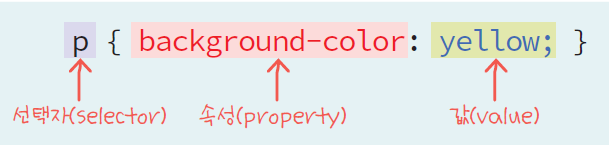 p { background-color: yellow; }
선택자(selector) 속성(property) 값(value)